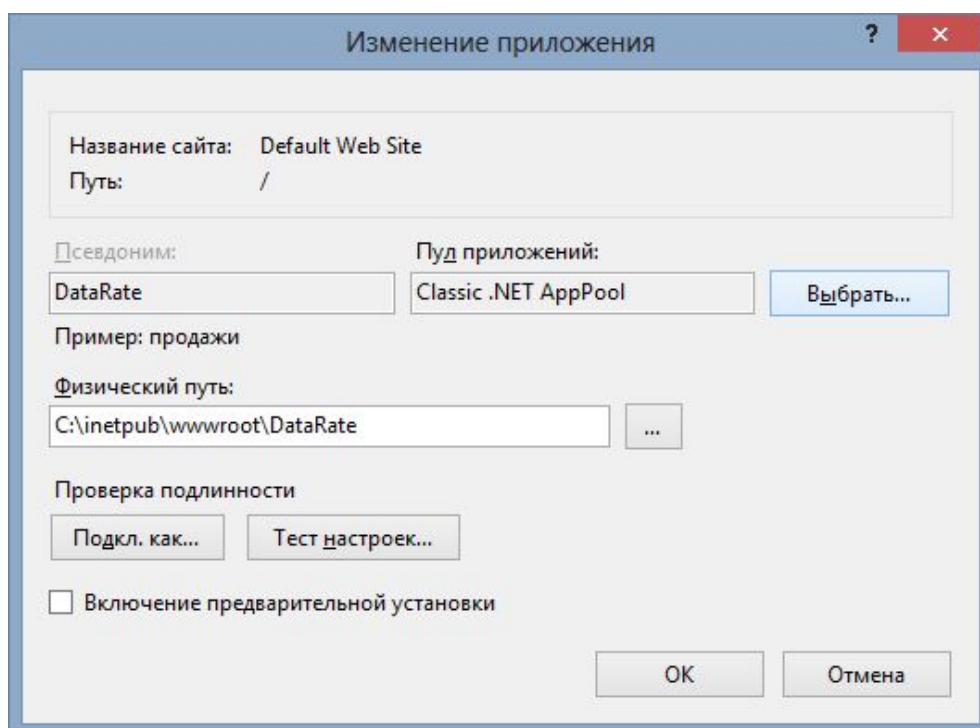 Изменение приложения
?
Название сайта: Default Web Site
Путь: /
Псевдоним: Пул приложений:
DataRate Classic .NET AppPool Выбрать...
Пример: продажи
Физический путь:
C:\inetpub\wwwroot\DataRate ...
Проверка подлинности
Подкл. как... Тест настроек...
Включение предварительной установки
OK Отмена